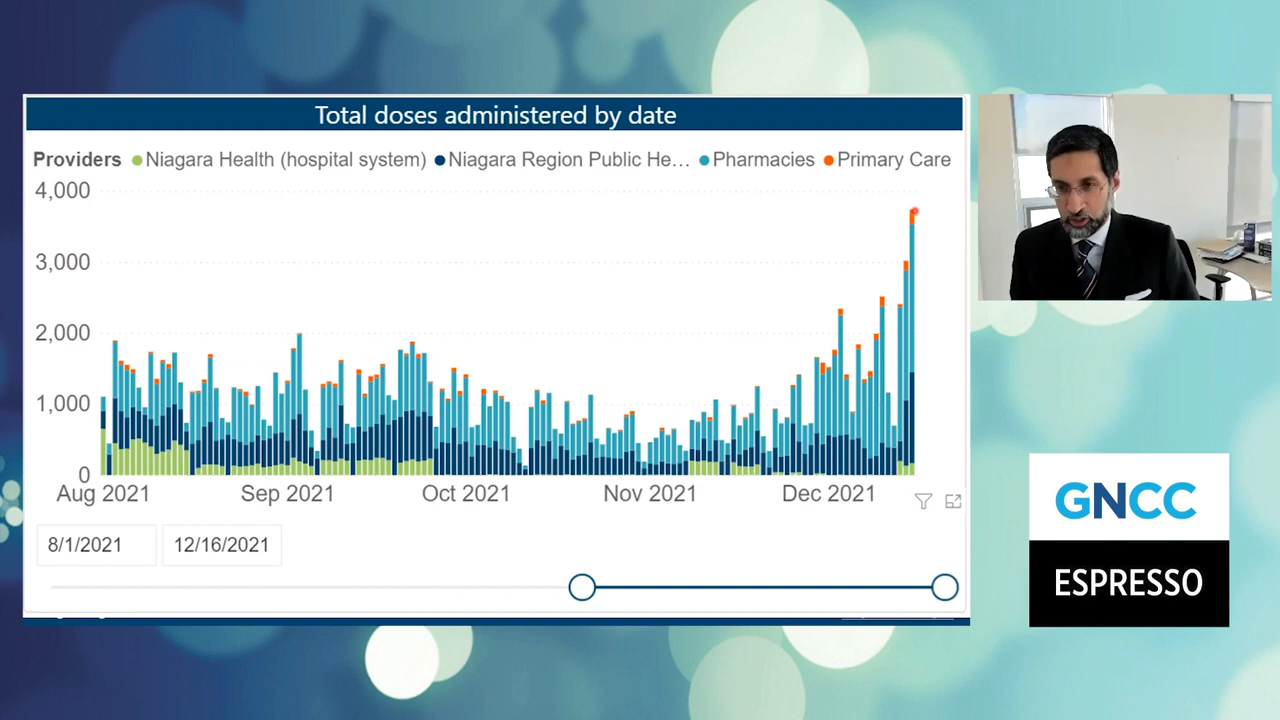 Total doses administered by date
Providers Niagara Health (hospital system) Niagara Region Public He... Pharmacies Primary Care
4,000
3,000
2,000
1,000
0
Aug 2021 Sep 2021 Oct 2021 Nov 2021 Dec 2021
8/1/2021 12/16/2021
GNCC
ESPRESSO